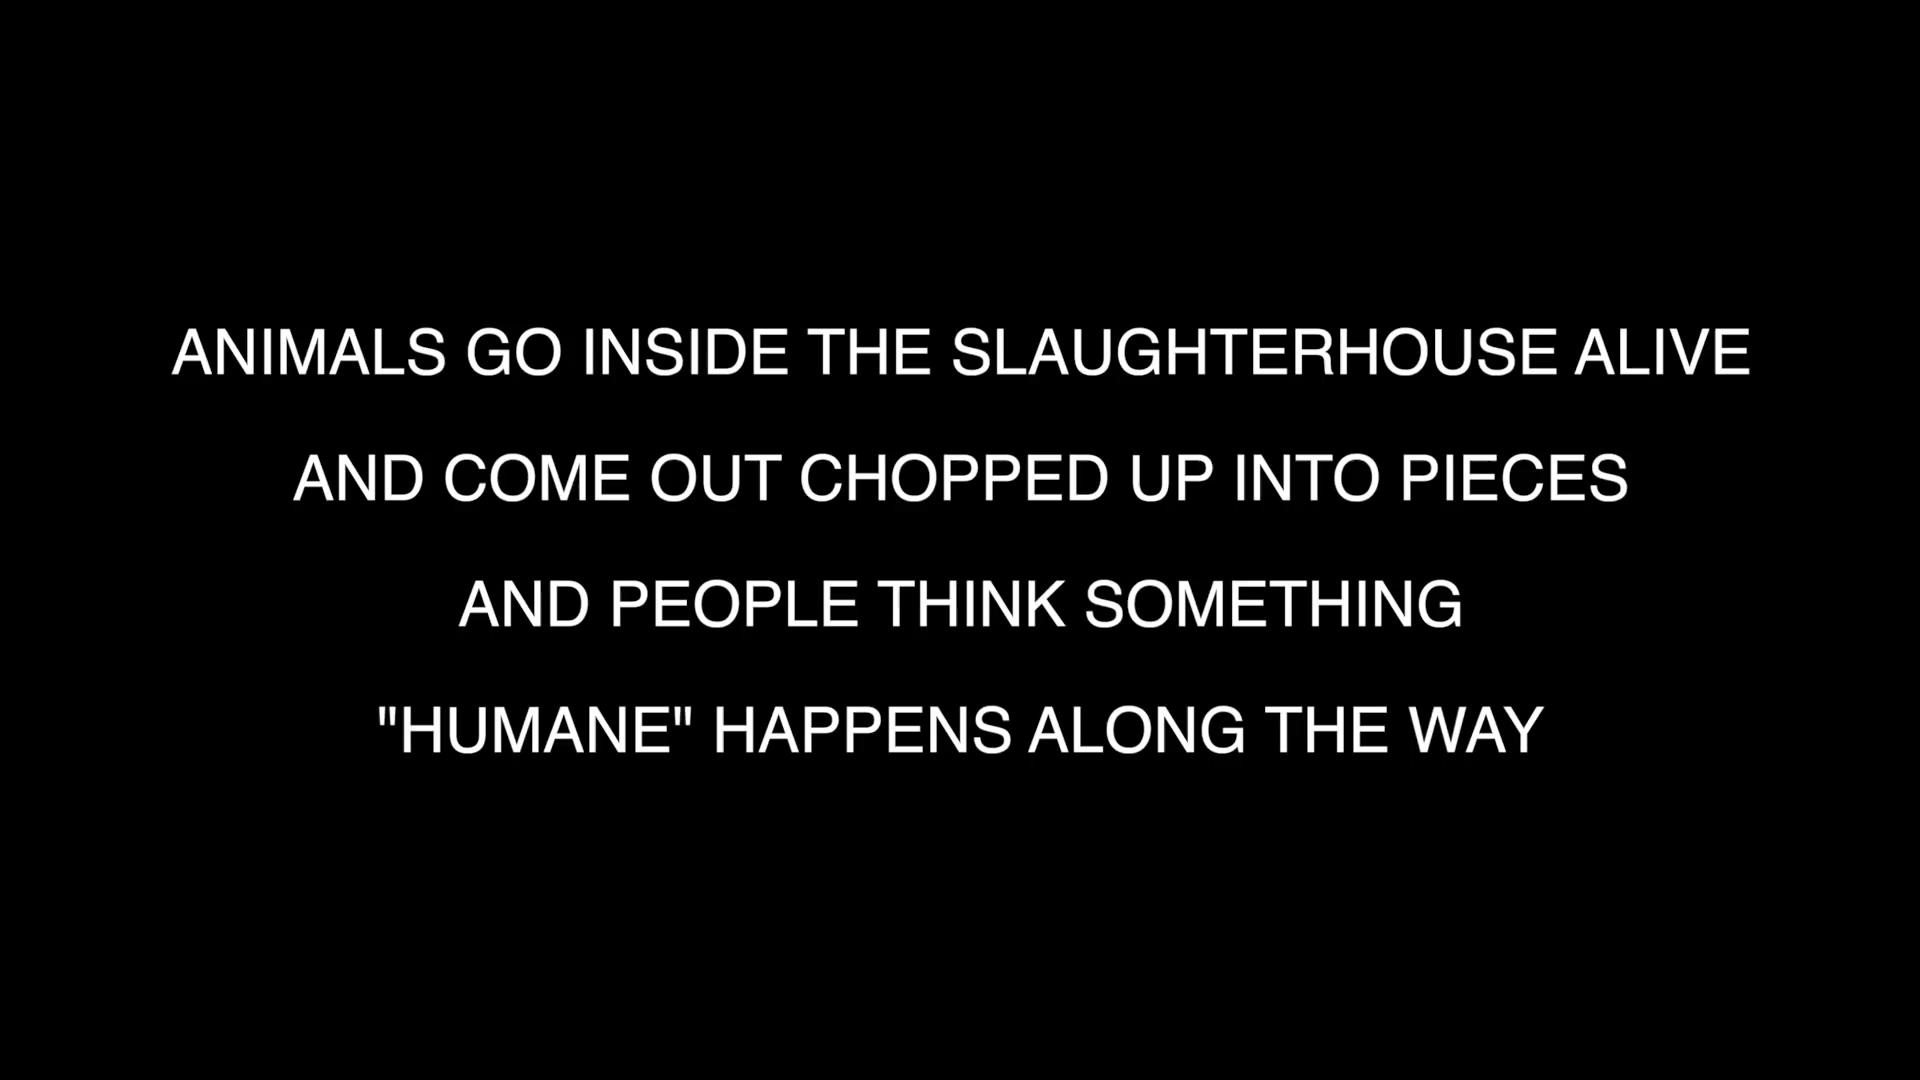 ANIMALS GO INSIDE THE SLAUGHTERHOUSE ALIVE
AND COME OUT CHOPPED UP INTO PIECES
AND PEOPLE THINK SOMETHING
"HUMANE" HAPPENS ALONG THE WAY